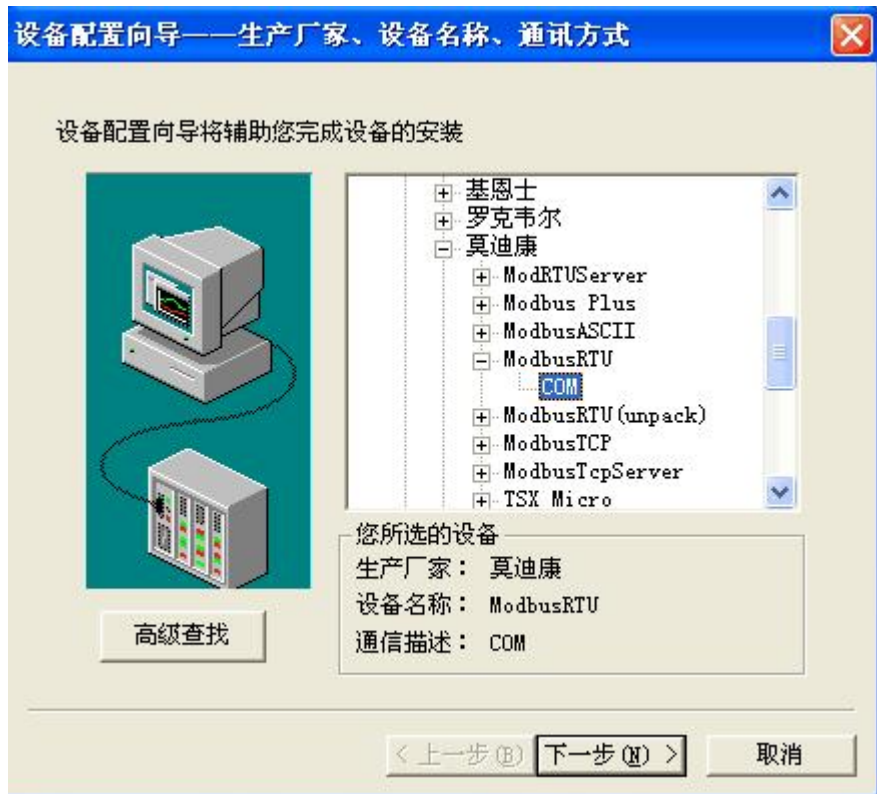 设备配置向导——生产厂家、设备名称、通讯方式
设备配置向导将辅助您完成设备的安装
基恩士
罗克韦尔
莫迪康
ModRTUServer
Modbus Plus
ModbusASCII
ModbusRTU
COM
ModbusRTU(unpack)
ModbusTCP
ModbusTcpServer
TSX Micro
您所选的设备
生产厂家： 莫迪康
设备名称： ModbusRTU
通信描述： COM
高级查找
< 上一步(B)
下一步(N) >
取消